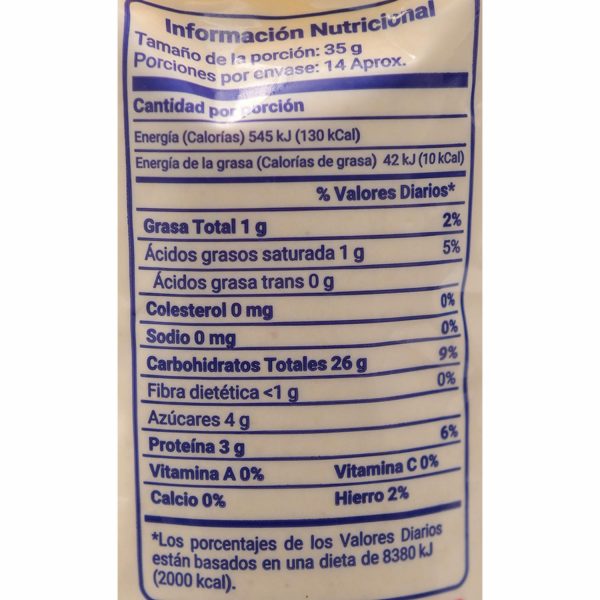 Información Nutricional
Tamaño de la porción: 35 g
Porciones por envase: 14 Aprox.
Cantidad por porción
Energía (Calorías) 545 kJ (130 kCal)
Energía de la grasa (Calorías de grasa) 42 kJ (10 kCal)
% Valores Diarios*
Grasa Total 1 g 2%
Ácidos grasos saturada 1 g 5%
Ácidos grasa trans 0 g
Colesterol 0 mg 0%
Sodio 0 mg 0%
Carbohidratos Totales 26 g 9%
Fibra dietética <1 g 0%
Azúcares 4 g
Proteína 3 g 6%
Vitamina A 0% Vitamina C 0%
Calcio 0% Hierro 2%
*Los porcentajes de los Valores Diarios
están basados en una dieta de 8380 kJ
(2000 kcal).